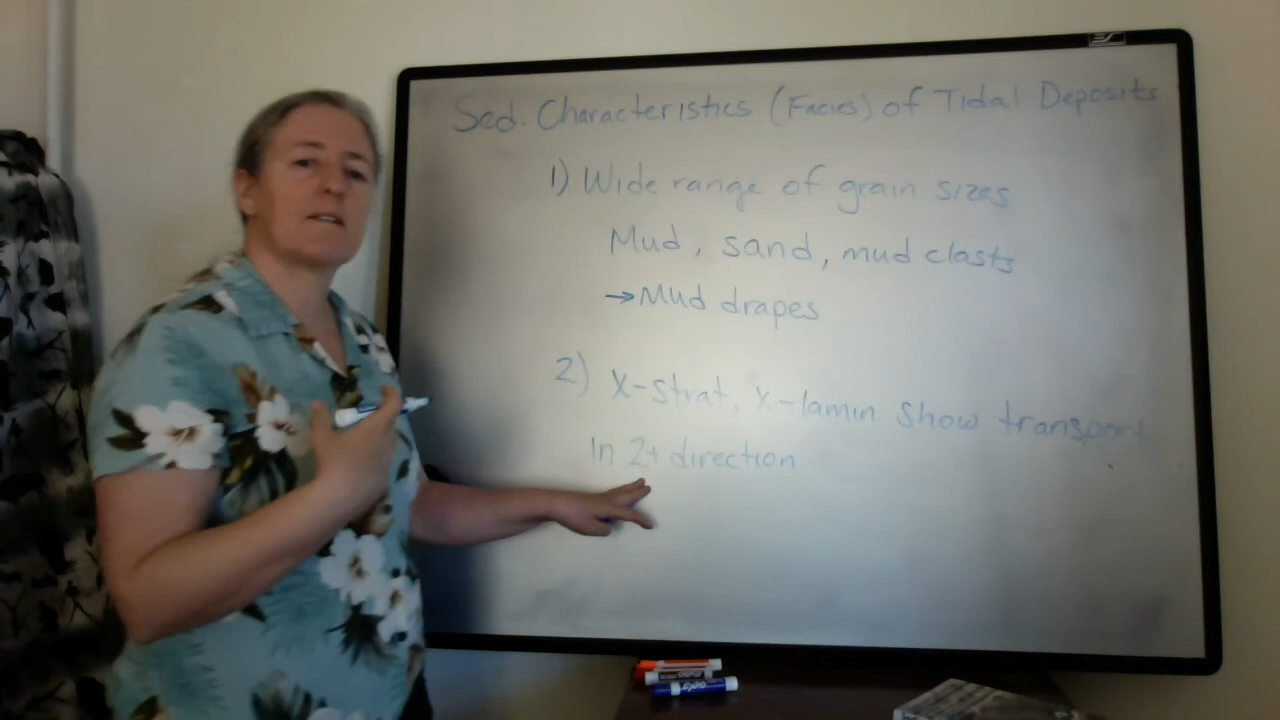 Sed. Characteristics (Facies) of Tidal Deposits
1) Wide range of grain sizes
Mud, sand, mud clasts
→ Mud drapes
2) X-strat, x-lamin show transport
in 2+ direction